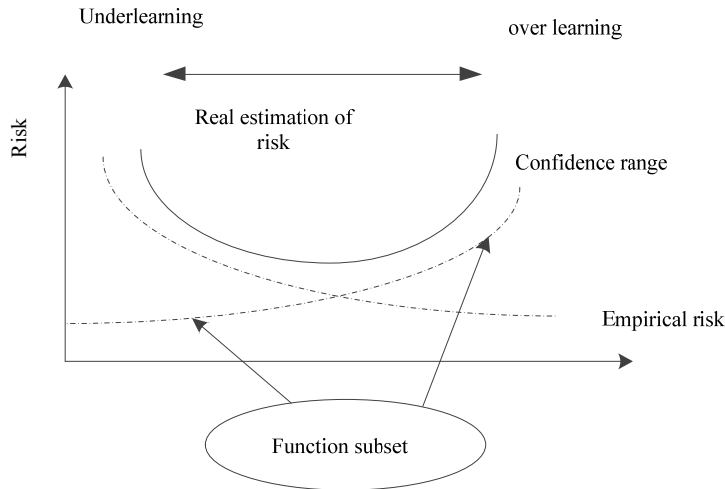 Underlearning
over learning
Real estimation of
risk
Risk
Confidence range
Empirical risk
Function subset